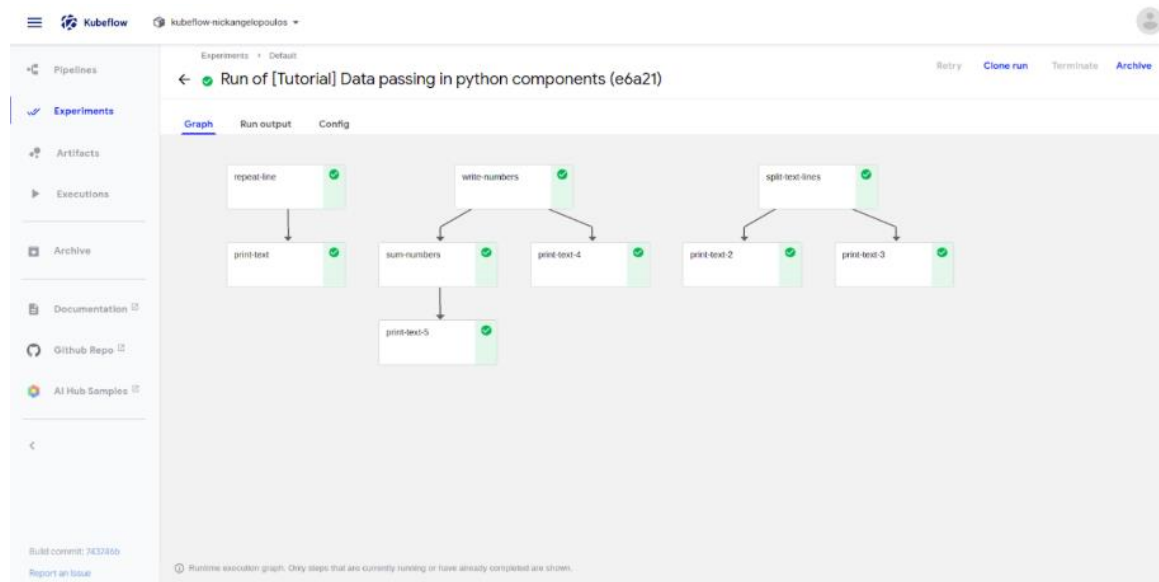 Kubeflow
kubeflow-nickangelopoulos
Experiments > Default
Run of [Tutorial] Data passing in python components (e6a21)
Retry
Clone run
Terminate
Archive
Pipelines
Experiments
Artifacts
Executions
Archive
Documentation
Github Repo
AI Hub Samples
Graph
Run output
Config
repeat-line
write-numbers
split-text-lines
print-text
sum-numbers
print-text-4
print-text-2
print-text-3
print-text-5
Build commit: 743746b
Report an Issue
Runtime execution graph. Only steps that are currently running or have already completed are shown.